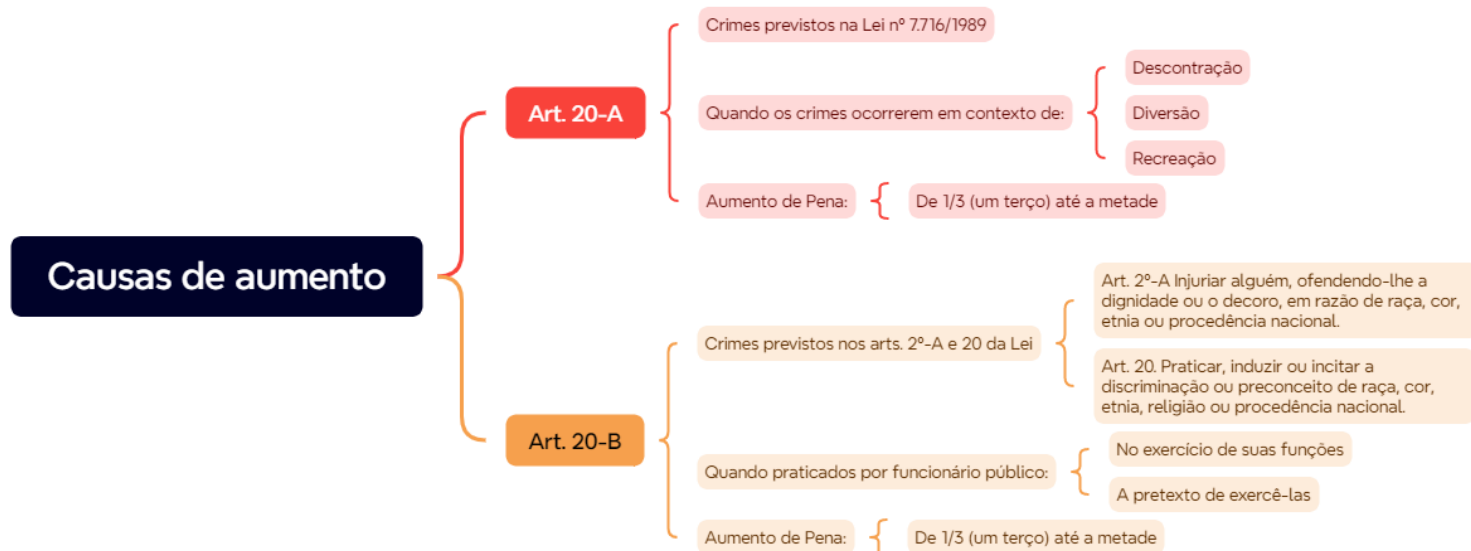 Causas de aumento
Art. 20-A
Crimes previstos na Lei nº 7.716/1989
Quando os crimes ocorrerem em contexto de:
Descontração
Diversão
Recreação
Aumento de Pena:
De 1/3 (um terço) até a metade
Art. 20-B
Crimes previstos nos arts. 2º-A e 20 da Lei
Art. 2º-A Injuriar alguém, ofendendo-lhe a
dignidade ou o decoro, em razão de raça, cor,
etnia ou procedência nacional.
Art. 20. Praticar, induzir ou incitar a
discriminação ou preconceito de raça, cor,
etnia, religião ou procedência nacional.
Quando praticados por funcionário público:
No exercício de suas funções
A pretexto de exercê-las
Aumento de Pena:
De 1/3 (um terço) até a metade